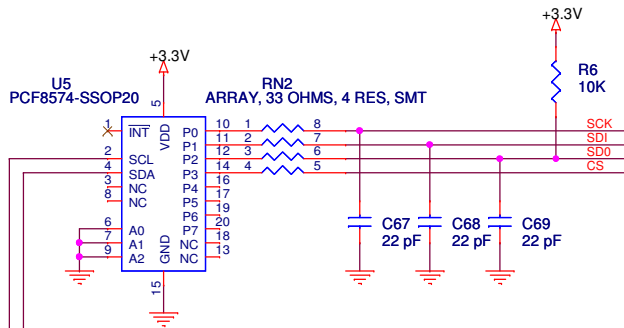 +3.3V
+3.3V
U5
PCF8574-SSOP20
RN2
ARRAY, 33 OHMS, 4 RES, SMT
R6
10K
5
VDD
1 INT P0 10 1 8 SCK
P1 11 2 7 SDI
2 SCL P2 12 3 6 SD0
4 SDA P3 14 4 5 CS
3 NC P4 16
8 NC P5 17
P6 19
6 A0 P7 20
7 A1 NC 18
9 A2 NC 13
GND
15
C67
22 pF
C68
22 pF
C69
22 pF